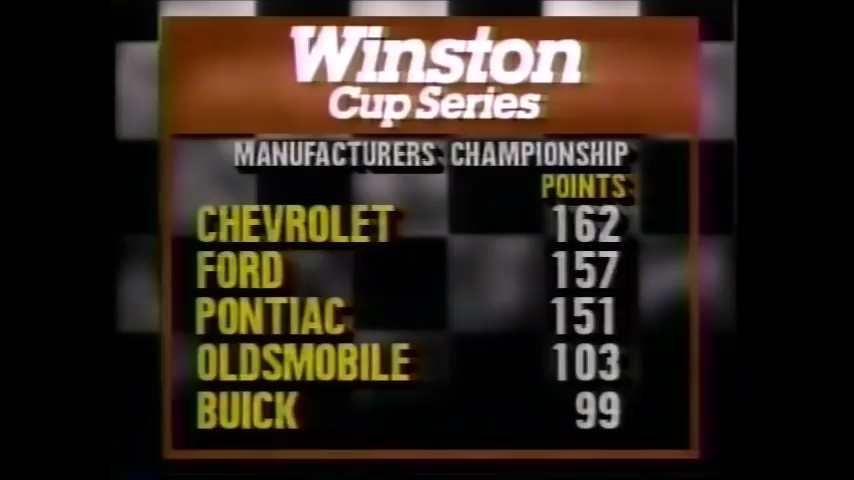 Winston
Cup Series
MANUFACTURERS CHAMPIONSHIP
POINTS
CHEVROLET 162
FORD 157
PONTIAC 151
OLDSMOBILE 103
BUICK 99